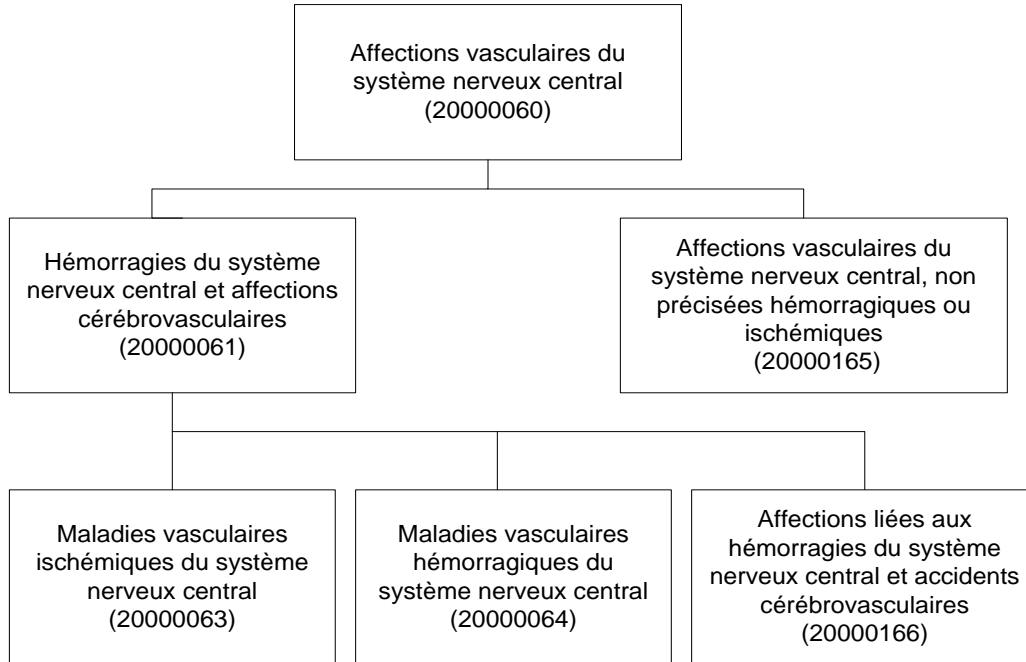 Affections vasculaires du
système nerveux central
(20000060)
Hémorragies du système
nerveux central et affections
cérébrovasculaires
(20000061)
Affections vasculaires du
système nerveux central, non
précisées hémorragiques ou
ischémiques
(20000165)
Maladies vasculaires
ischémiques du système
nerveux central
(20000063)
Maladies vasculaires
hémorragiques du
système nerveux central
(20000064)
Affections liées aux
hémorragies du système
nerveux central et accidents
cérébrovasculaires
(20000166)